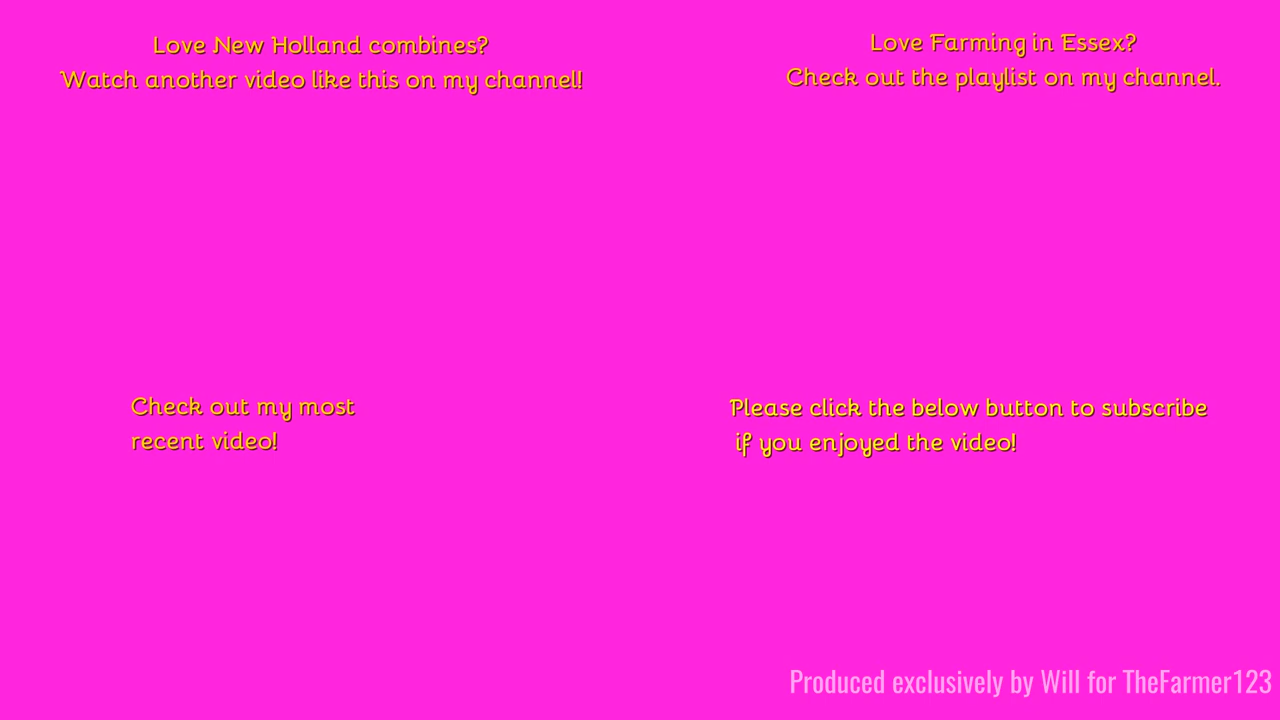 Love New Holland combines?
Watch another video like this on my channel!
Love Farming in Essex?
Check out the playlist on my channel.
Check out my most
recent video!
Please click the below button to subscribe
if you enjoyed the video!
Produced exclusively by Will for TheFarmer123